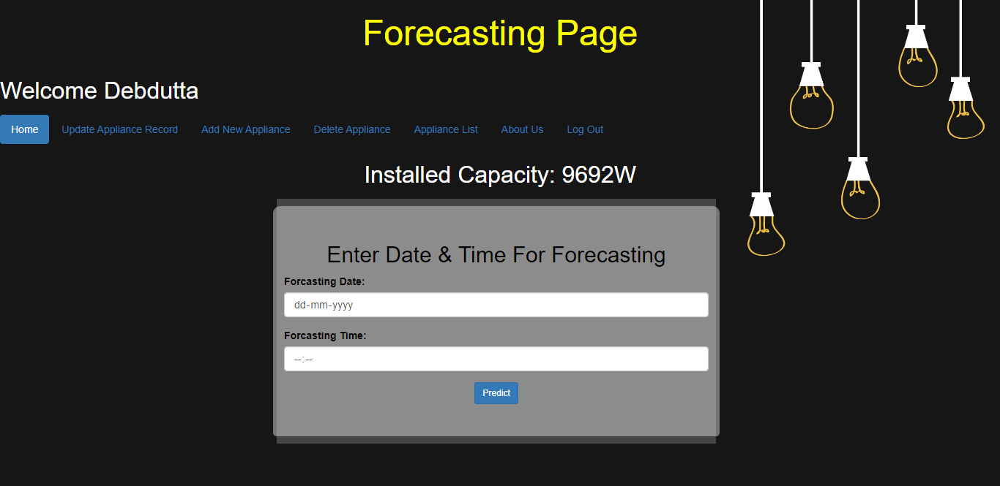 Forecasting Page
Welcome Debdutta
Home Update Appliance Record Add New Appliance Delete Appliance Appliance List About Us Log Out
Installed Capacity: 9692W
Enter Date & Time For Forecasting
Forcasting Date:
dd-mm-yyyy
Forcasting Time:
--:--
Predict